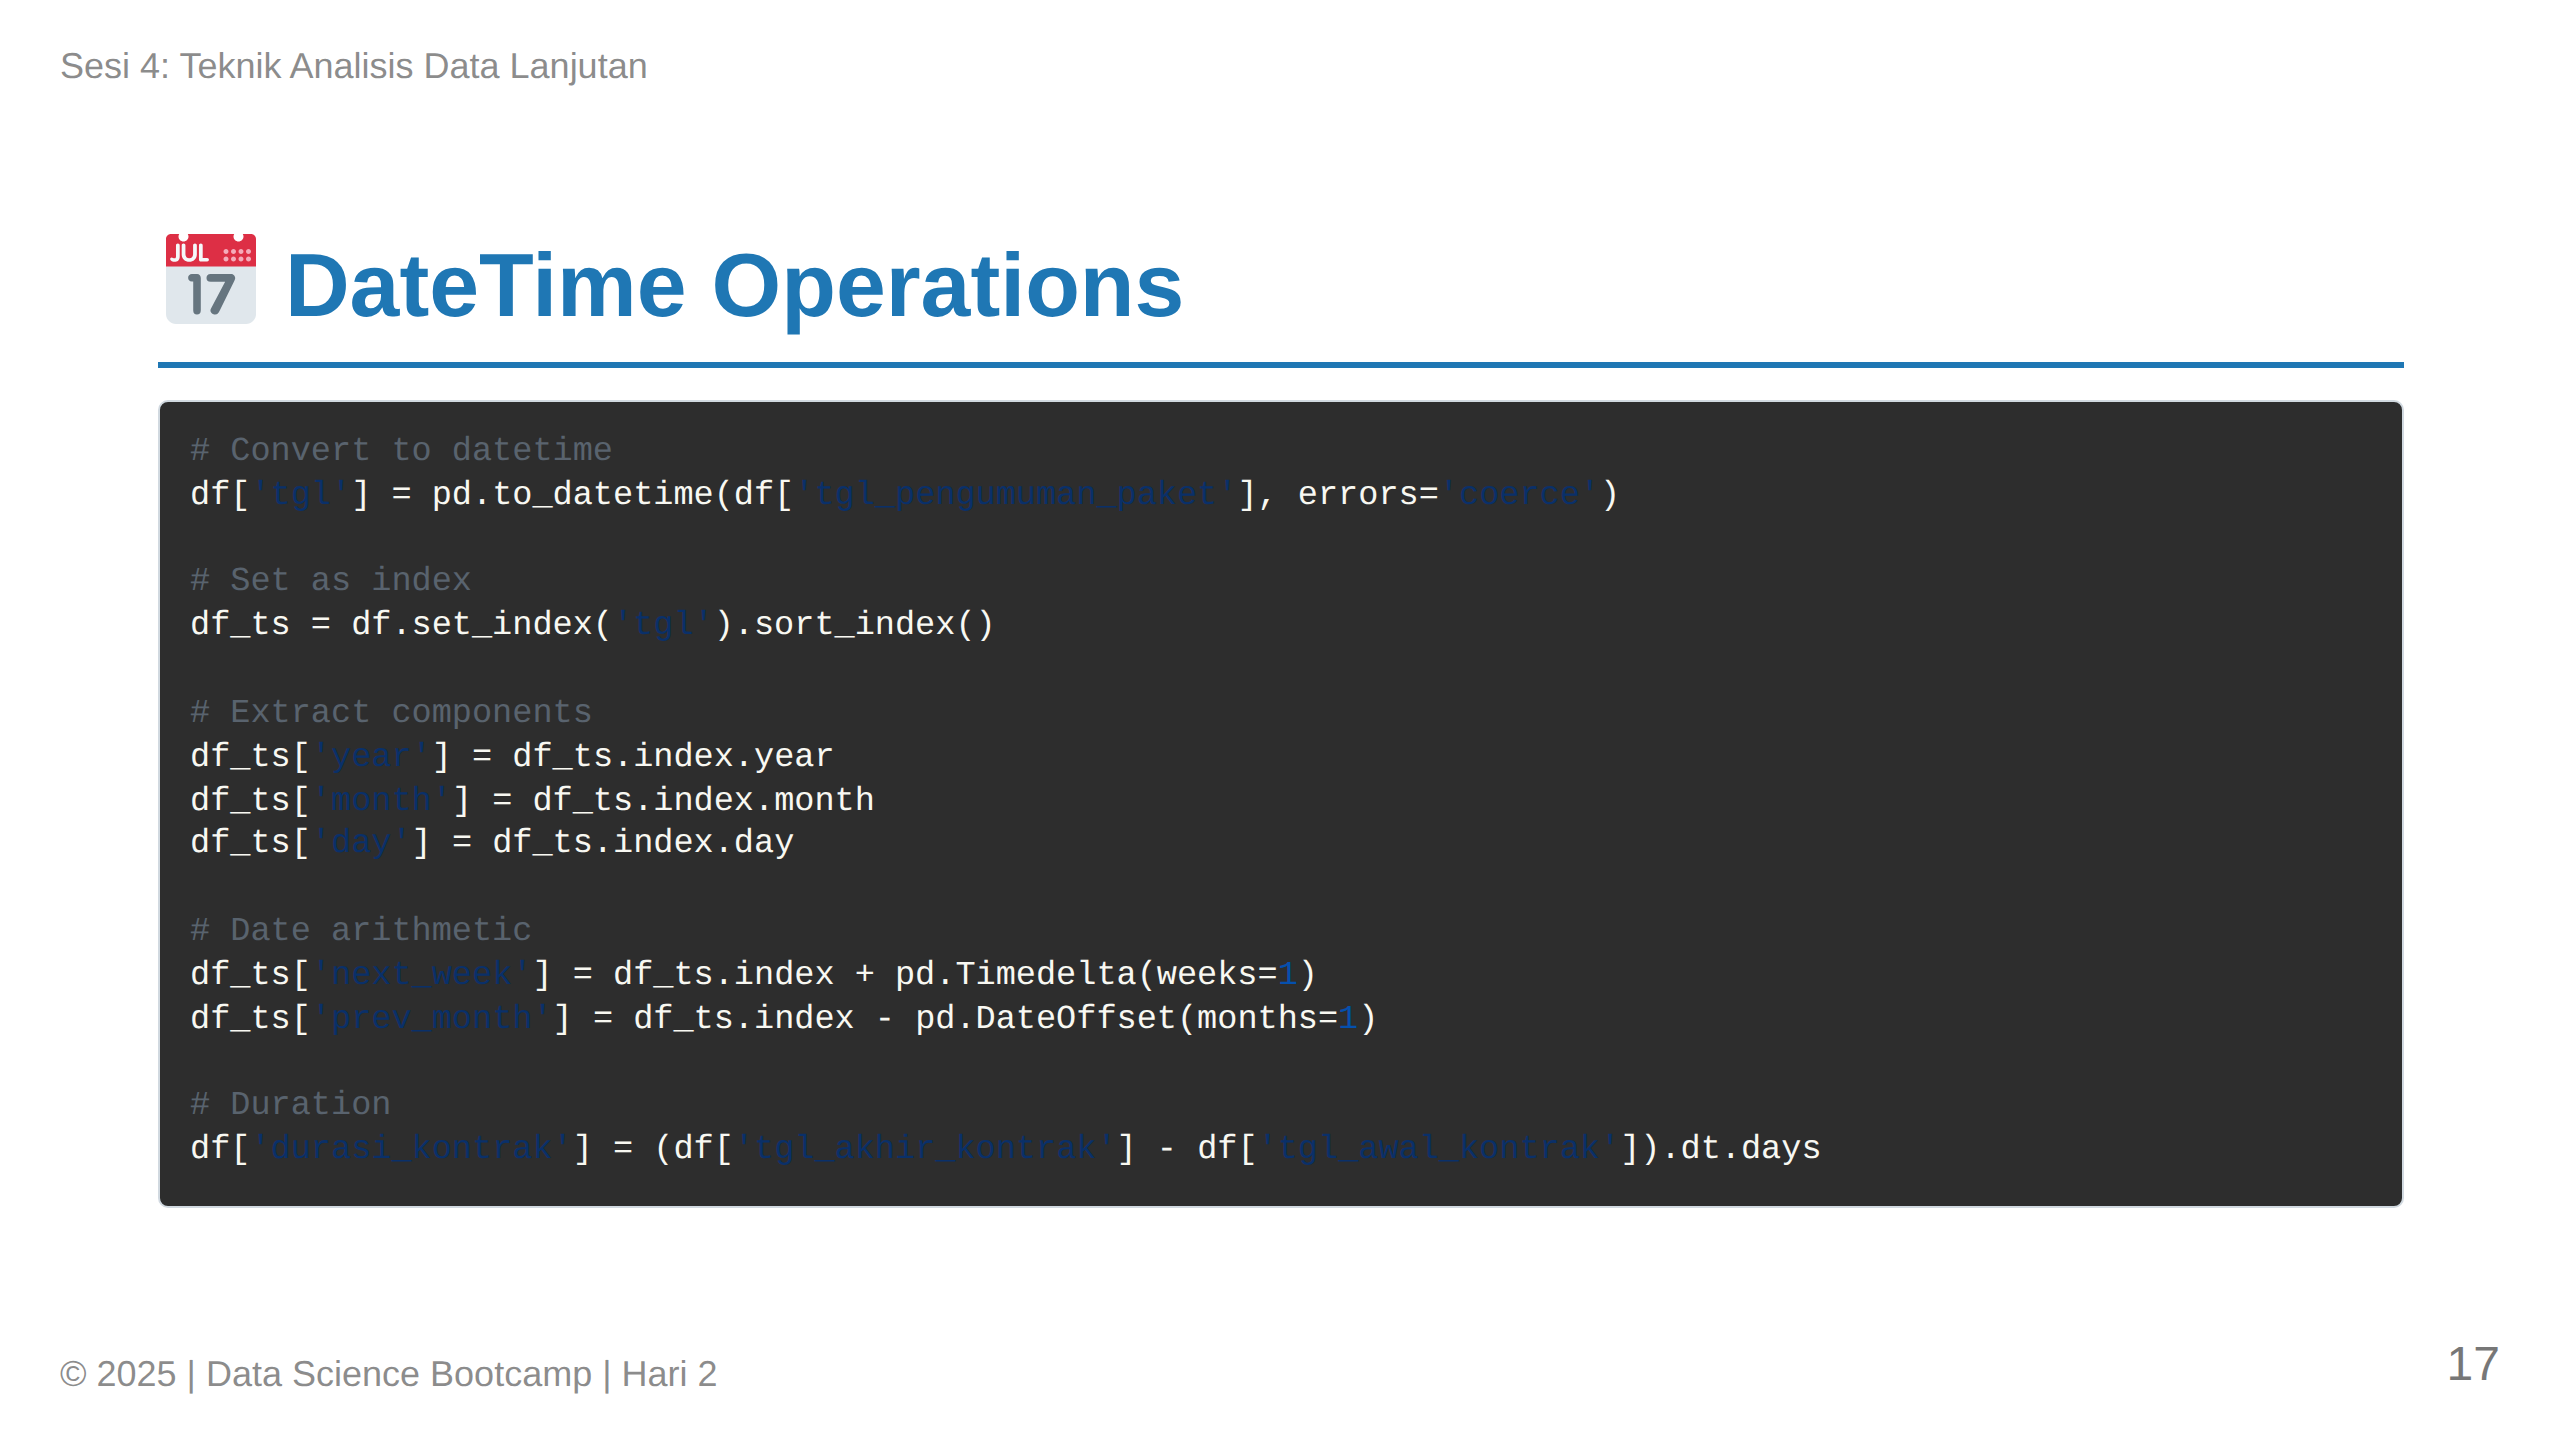 Sesi 4: Teknik Analisis Data Lanjutan
JUL
17
DateTime Operations
# Convert to datetime
df['tgl'] = pd.to_datetime(df['tgl_pengumuman_paket'], errors='coerce')
# Set as index
df_ts = df.set_index('tgl').sort_index()
# Extract components
df_ts['year'] = df_ts.index.year
df_ts['month'] = df_ts.index.month
df_ts['day'] = df_ts.index.day
# Date arithmetic
df_ts['next_week'] = df_ts.index + pd.Timedelta(weeks=1)
df_ts['prev_month'] = df_ts.index - pd.DateOffset(months=1)
# Duration
df['durasi_kontrak'] = (df['tgl_akhir_kontrak'] - df['tgl_awal_kontrak']).dt.days
© 2025 | Data Science Bootcamp | Hari 2
17